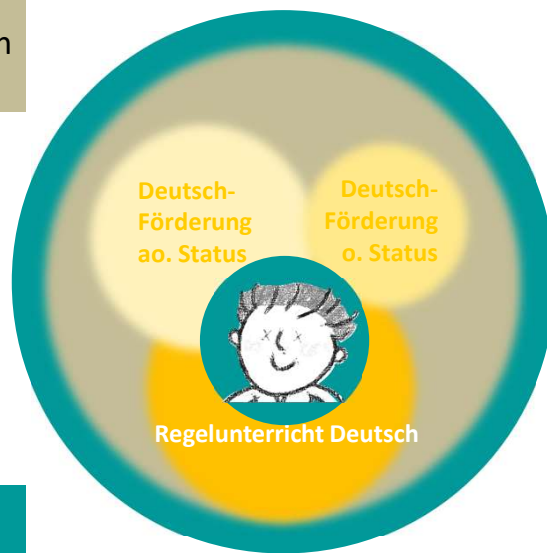 Deutsch-
Förderung
ao. Status
Deutsch-
Förderung
o. Status
Regelunterricht Deutsch